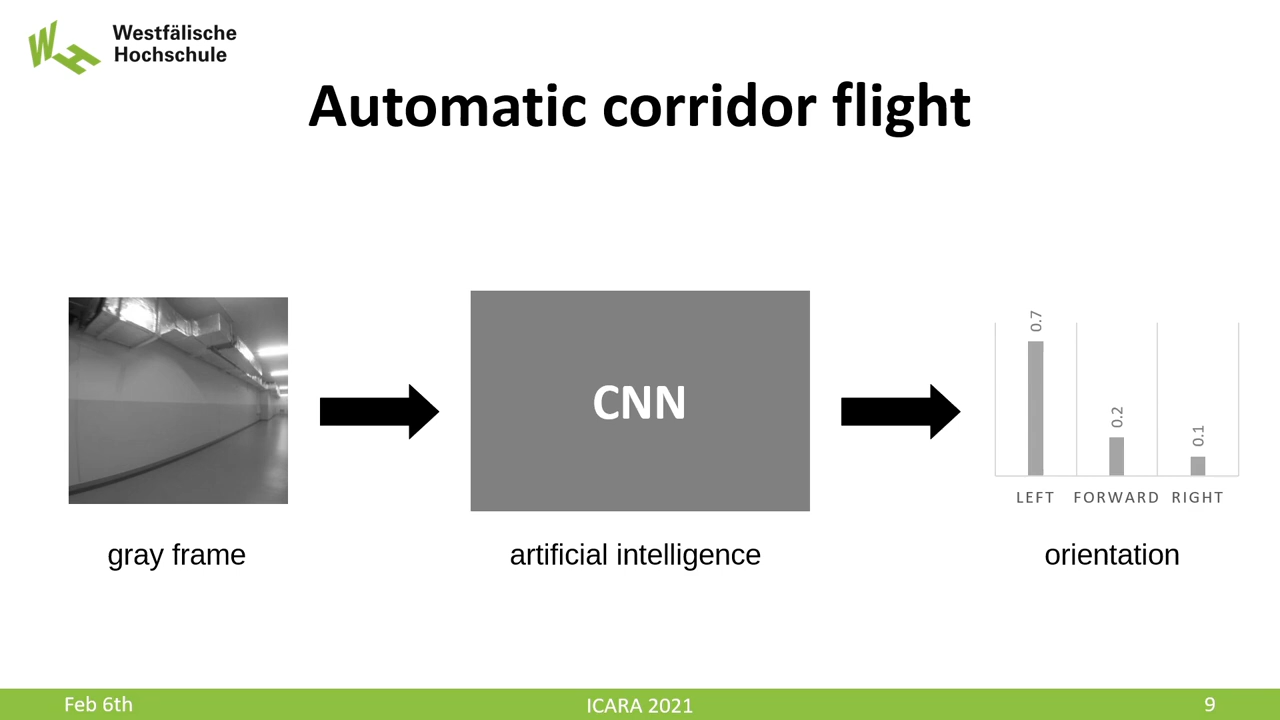 Westfälische
Hochschule
Automatic corridor flight
CNN
0.7
0.2
0.1
LEFT FORWARD RIGHT
gray frame
artificial intelligence
orientation
Feb 6th
ICARA 2021
9